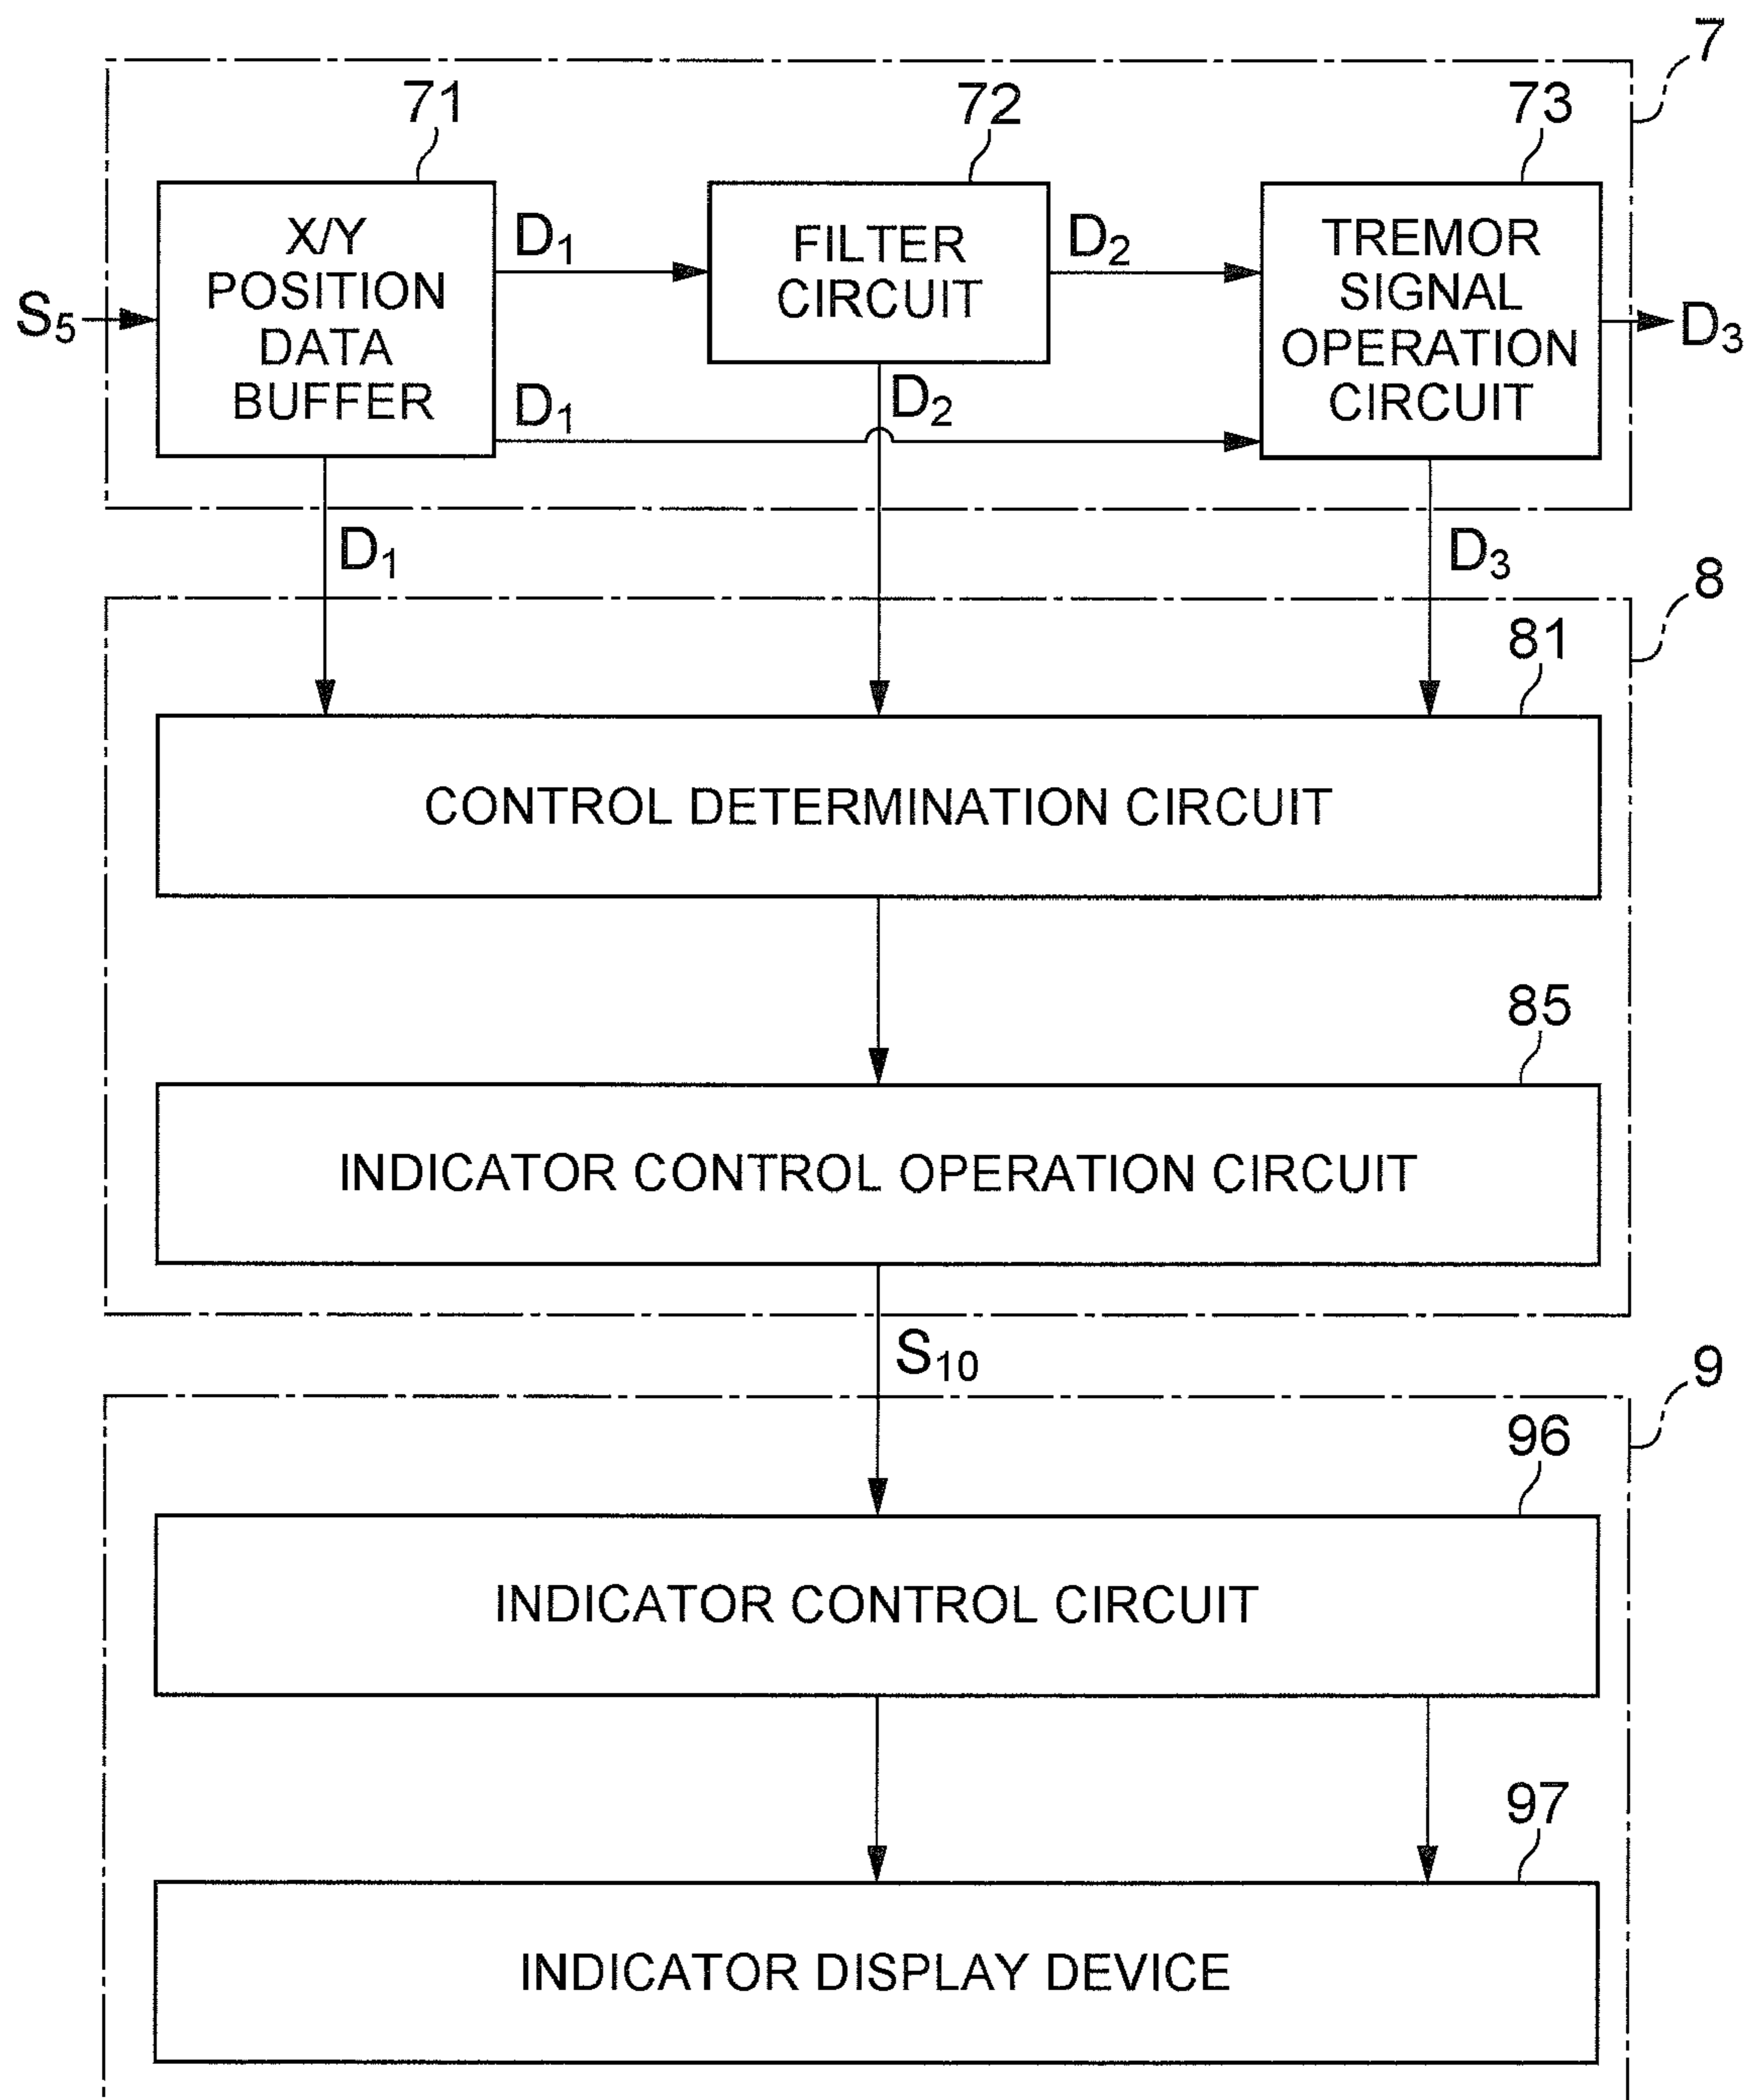 7
71
72
73
X/Y
POSITION
DATA
BUFFER
D1
FILTER
CIRCUIT
D2
TREMOR
SIGNAL
OPERATION
CIRCUIT
S5
D3
D1
D2
D1
D3
8
81
CONTROL DETERMINATION CIRCUIT
85
INDICATOR CONTROL OPERATION CIRCUIT
S10
9
96
INDICATOR CONTROL CIRCUIT
97
INDICATOR DISPLAY DEVICE